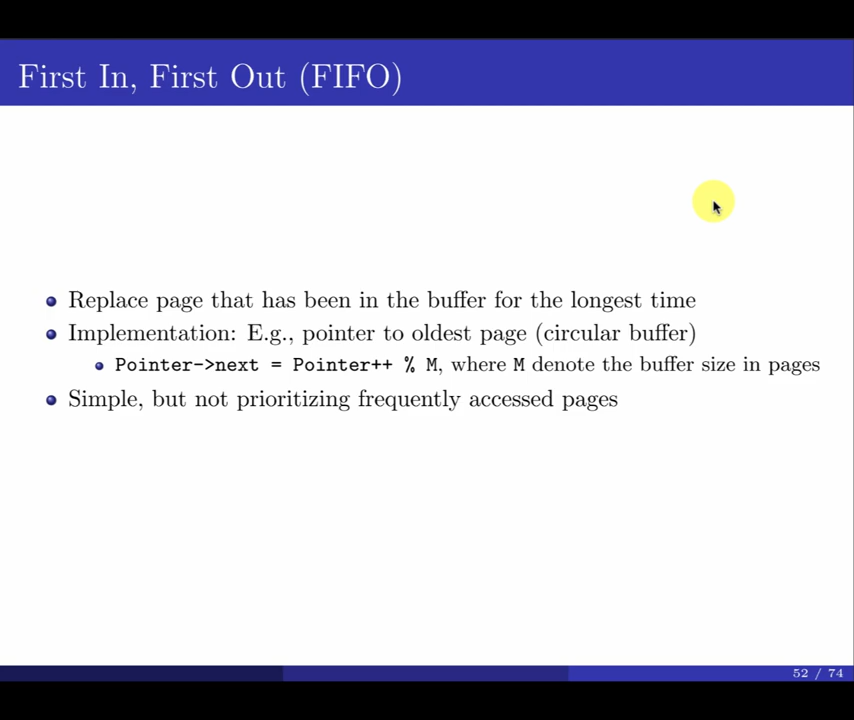 First In, First Out (FIFO)
Replace page that has been in the buffer for the longest time
Implementation: E.g., pointer to oldest page (circular buffer)
Pointer->next = Pointer++ % M, where M denote the buffer size in pages
Simple, but not prioritizing frequently accessed pages
52 / 74